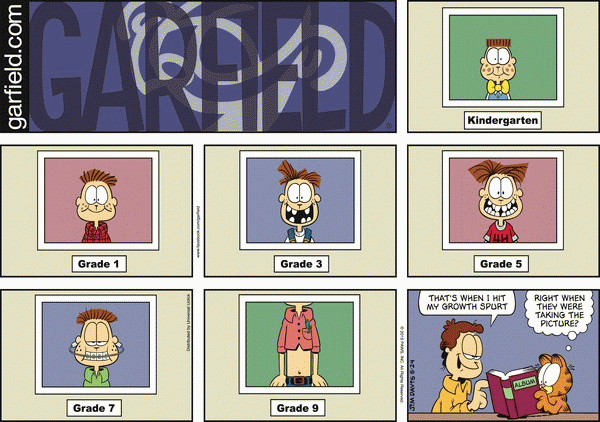 garfield.com
GARFIELD
Kindergarten
Grade 1
www.facebook.com/garfield
Grade 3
Grade 5
Distributed by Universal Uclick
Grade 7
Grade 9
© 2015 PAWS, INC. All Rights Reserved.
JIM DAVIS 5-24
THAT'S WHEN I HIT
MY GROWTH SPURT
RIGHT WHEN
THEY WERE
TAKING THE
PICTURE?
ALBUM